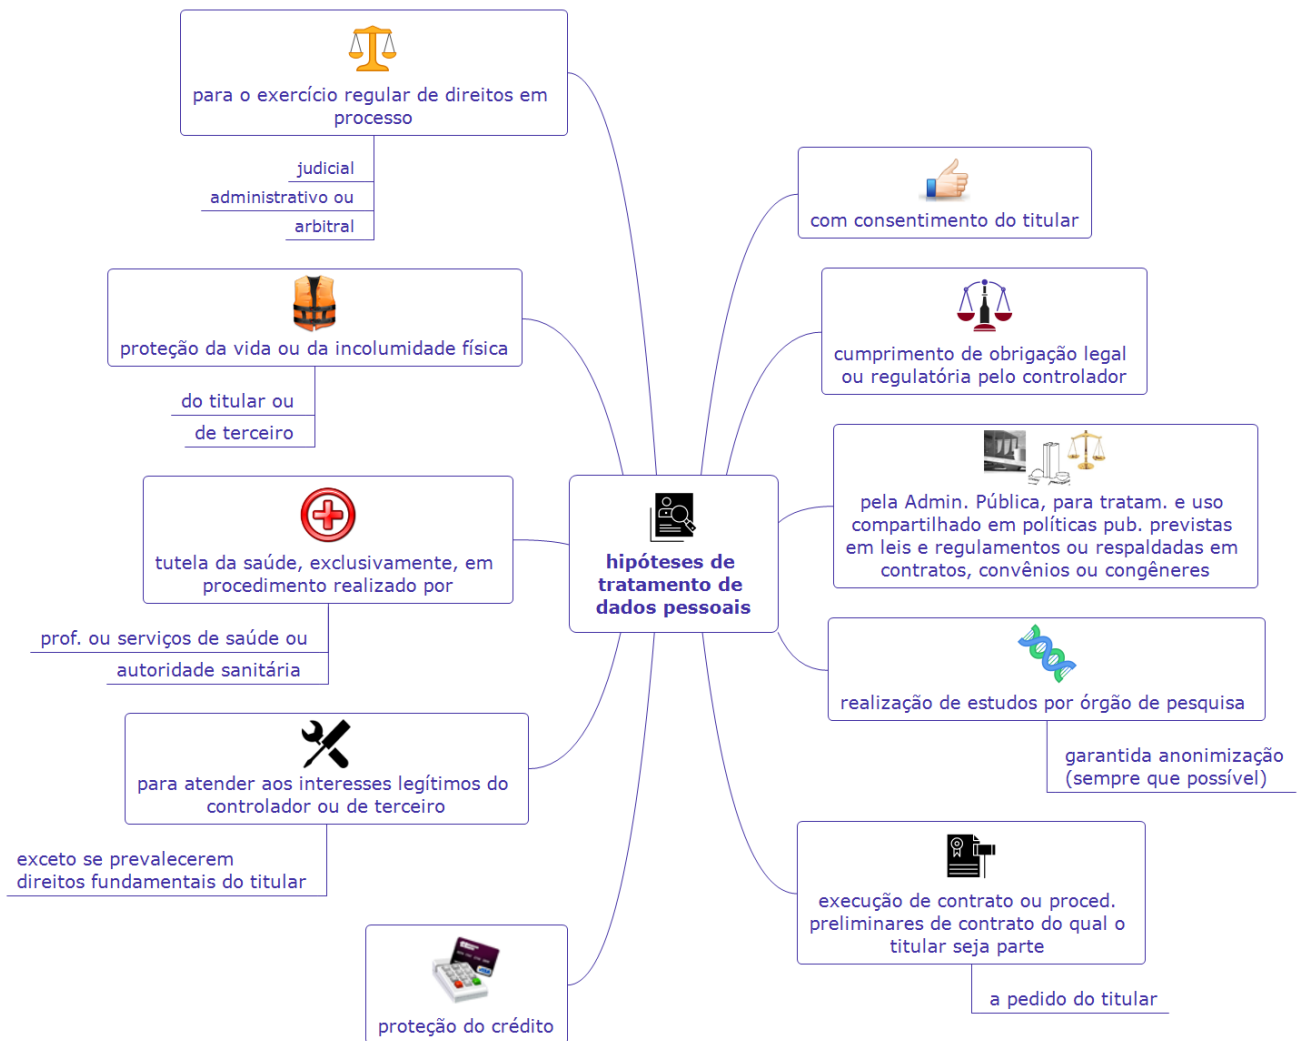 para o exercício regular de direitos em
processo
judicial
administrativo ou
arbitral
proteção da vida ou da incolumidade física
do titular ou
de terceiro
tutela da saúde, exclusivamente, em
procedimento realizado por
prof. ou serviços de saúde ou
autoridade sanitária
para atender aos interesses legítimos do
controlador ou de terceiro
exceto se prevalecerem
direitos fundamentais do titular
proteção do crédito
hipóteses de
tratamento de
dados pessoais
com consentimento do titular
cumprimento de obrigação legal
ou regulatória pelo controlador
pela Admin. Pública, para tratam. e uso
compartilhado em políticas pub. previstas
em leis e regulamentos ou respaldadas em
contratos, convênios ou congêneres
realização de estudos por órgão de pesquisa
garantida anonimização
(sempre que possível)
execução de contrato ou proced.
preliminares de contrato do qual o
titular seja parte
a pedido do titular